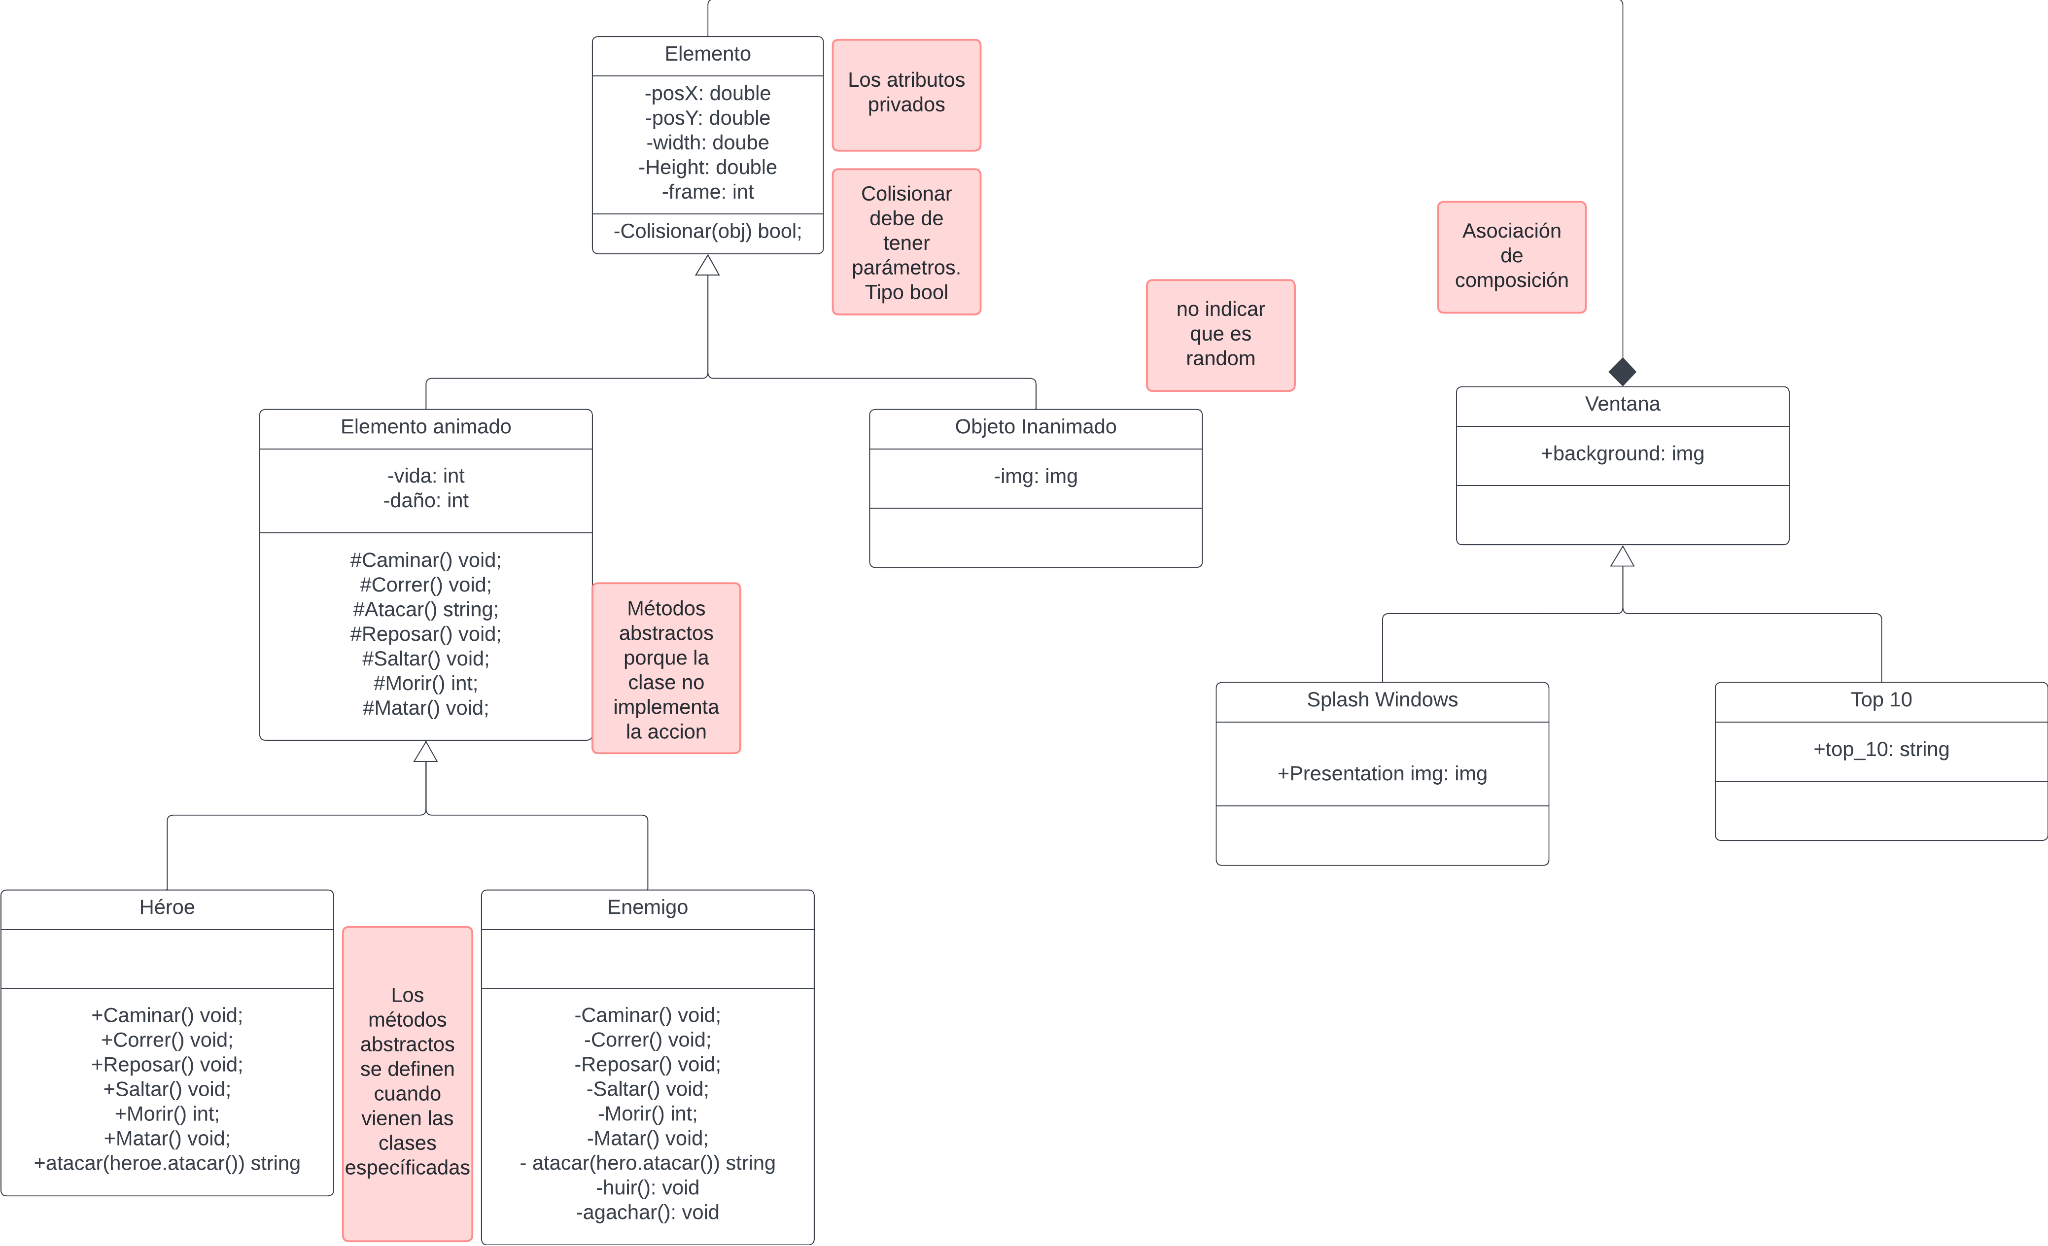 Elemento
-posX: double
-posY: double
-width: doube
-Height: double
-frame: int
-Colisionar(obj) bool;
Los atributos
privados
Colisionar
debe de
tener
parámetros.
Tipo bool
no indicar
que es
random
Asociación
de
composición
Elemento animado
-vida: int
-daño: int
#Caminar() void;
#Correr() void;
#Atacar() string;
#Reposar() void;
#Saltar() void;
#Morir() int;
#Matar() void;
Métodos
abstractos
porque la
clase no
implementa
la accion
Objeto Inanimado
-img: img
Ventana
+background: img
Splash Windows
+Presentation img: img
Top 10
+top_10: string
Héroe
+Caminar() void;
+Correr() void;
+Reposar() void;
+Saltar() void;
+Morir() int;
+Matar() void;
+atacar(heroe.atacar()) string
Los
métodos
abstractos
se definen
cuando
vienen las
clases
específicadas
Enemigo
-Caminar() void;
-Correr() void;
-Reposar() void;
-Saltar() void;
-Morir() int;
-Matar() void;
- atacar(hero.atacar()) string
-huir(): void
-agachar(): void